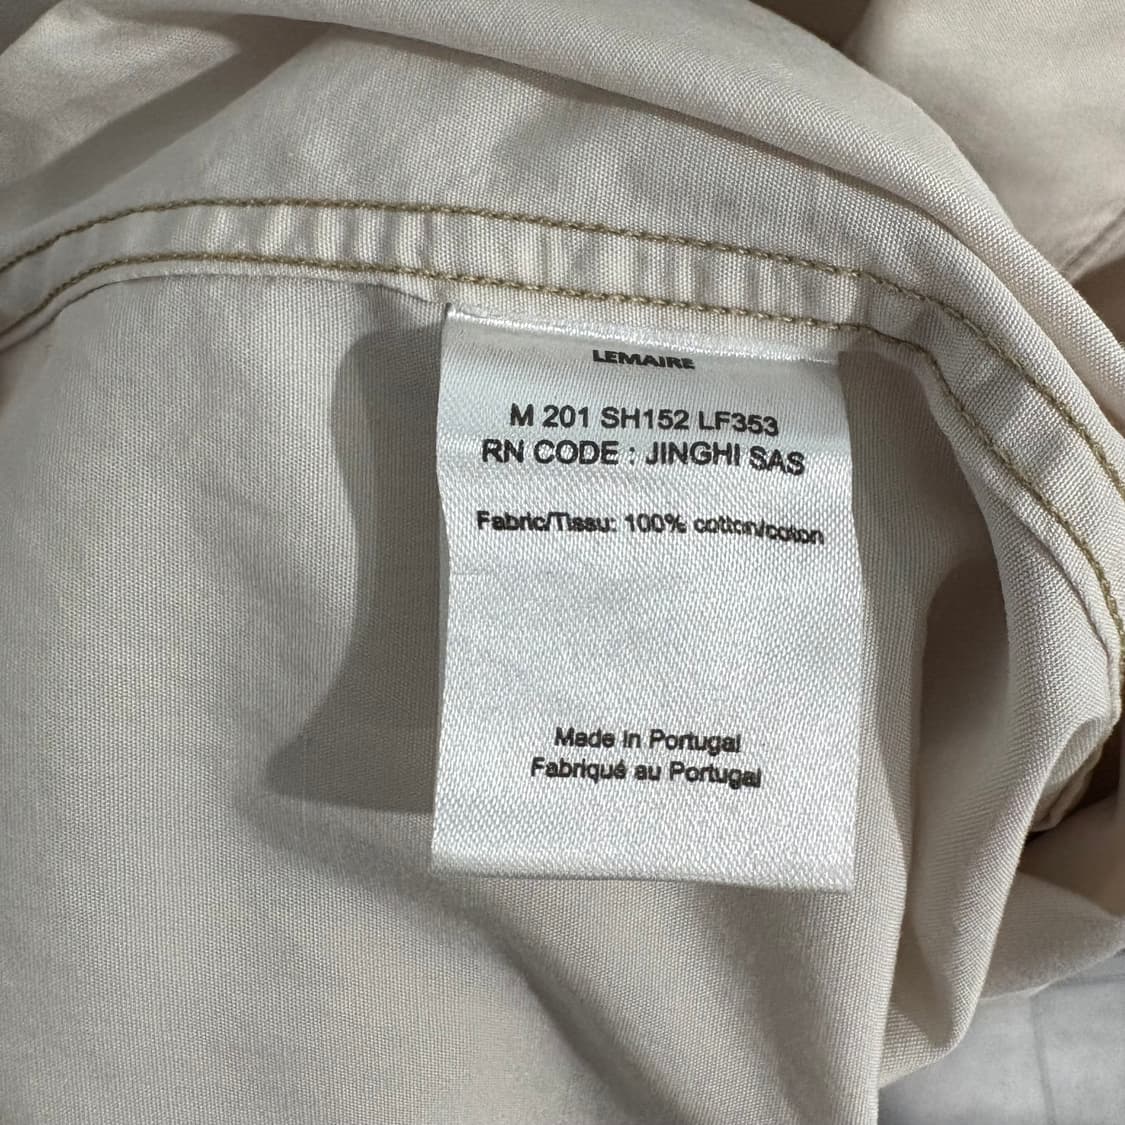 LEMAIRE
M 201 SH152 LF353
RN CODE : JINGHI SAS
Fabric/Tissu: 100% cotton/coton
Made in Portugal
Fabriqué au Portugal